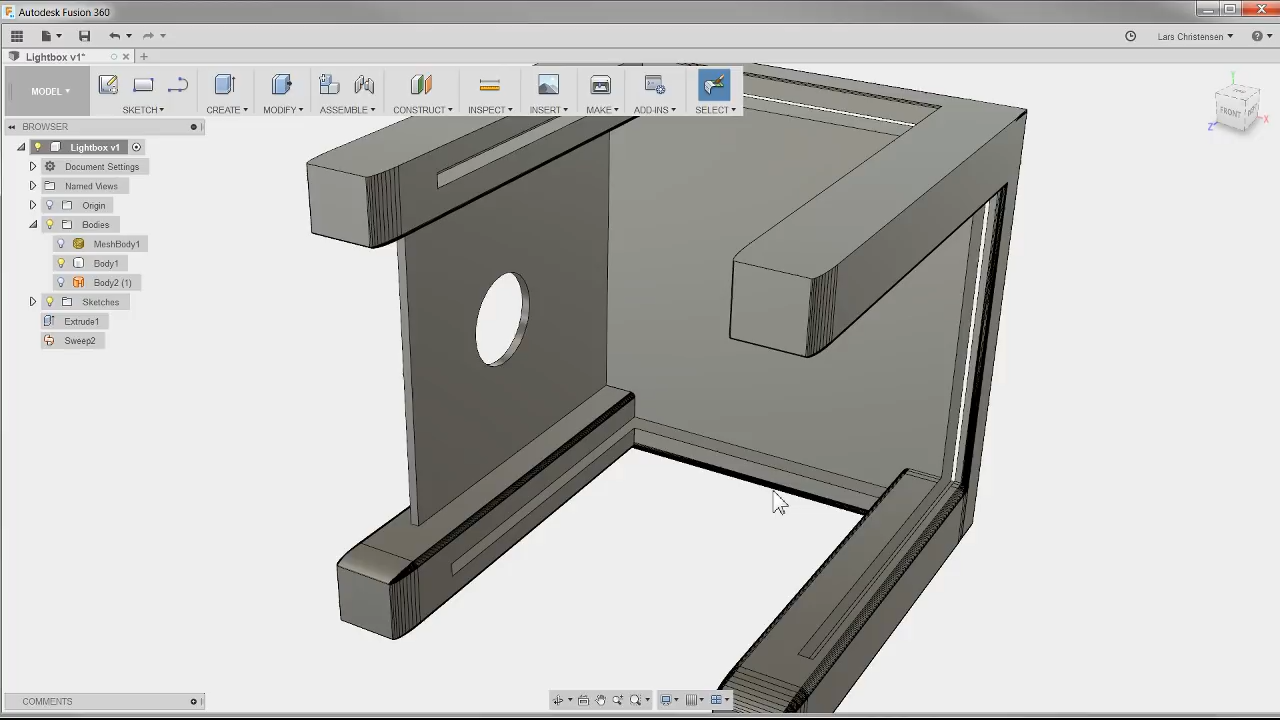 Autodesk Fusion 360
Lars Christensen
Lightbox v1*
MODEL
SKETCH
CREATE
MODIFY
ASSEMBLE
CONSTRUCT
INSPECT
INSERT
MAKE
ADD-INS
SELECT
BROWSER
Lightbox v1
Document Settings
Named Views
Origin
Bodies
MeshBody1
Body1
Body2 (1)
Sketches
Extrude1
Sweep2
FRONT
X
Z
COMMENTS